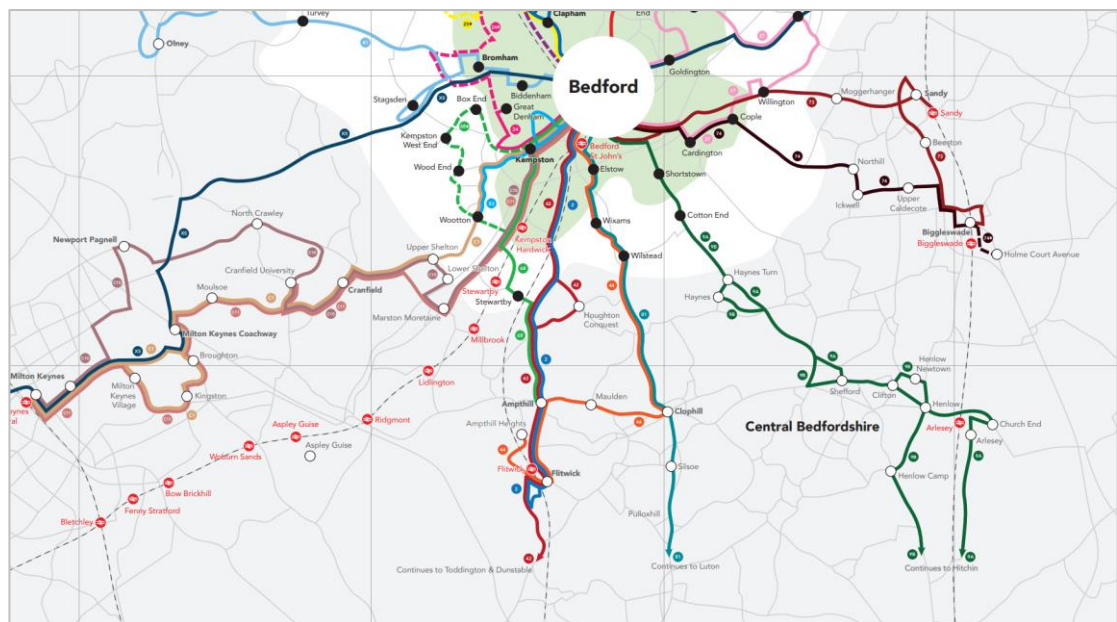 Turvey
Olney
Clapham
End
Bromham
Goldington
Bedford
Biddenham
Stagsden
Box End
Great
Denham
Willington
Moggerhanger
Sandy
Sandy
Kempston
West End
Cople
Kempston
Bedford
St John's
Cardington
Beeston
Wood End
Elstow
Shortstown
Northill
Ickwell
Upper
Caldecote
Wootton
Wixams
Cotton End
North Crawley
Newport Pagnell
Kempston
Hardwick
Biggleswade
Biggleswade
Holme Court Avenue
Upper Shelton
Wilstead
Cranfield University
Cranfield
Lower Shelton
Stewartby
Stewartby
Haynes Turn
Haynes
Moulsoe
Marston Moretaine
Houghton
Conquest
Milton Keynes Coachway
Millbrook
Broughton
Lidlington
Milton Keynes
Milton
Keynes
Village
Kingston
Henlow
Newtown
Shefford
Clifton
Ampthill
Maulden
Clophill
Henlow
Ridgmont
Ampthill Heights
Central Bedfordshire
Arlesey
Arlesey
Church End
Aspley Guise
Aspley Guise
Woburn Sands
Flitwick
Flitwick
Silsoe
Henlow Camp
Bow Brickhill
Fenny Stratford
Bletchley
Pulloxhill
Continues to Toddington & Dunstable
Continues to Luton
Continues to Hitchin